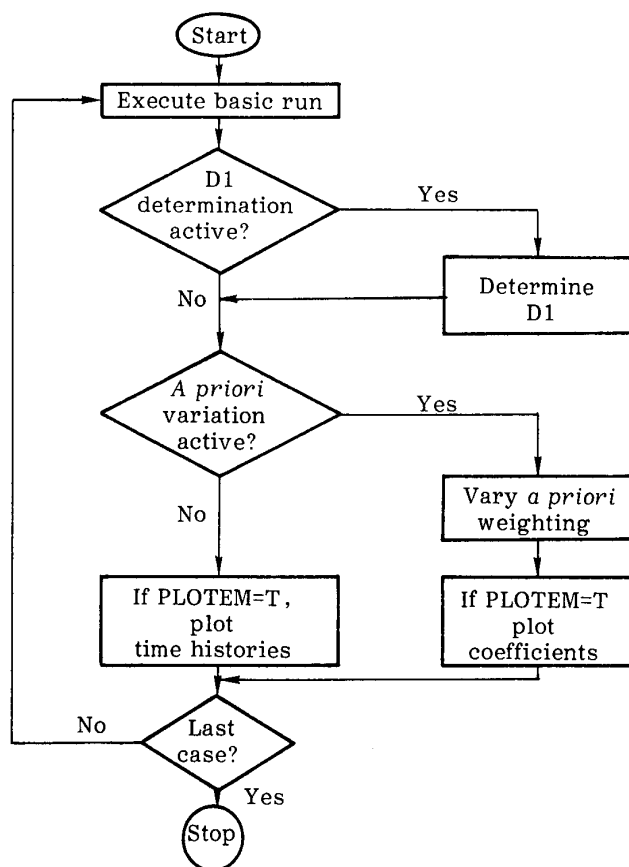 Start
Execute basic run
D1
determination
active?
Yes
Determine
D1
No
A priori
variation
active?
Yes
Vary a priori
weighting
No
If PLOTEM=T,
plot
time histories
If PLOTEM=T
plot
coefficients
No
Last
case?
Yes
Stop